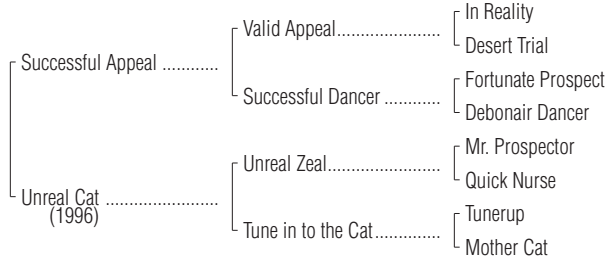 In Reality
Valid Appeal.....................
Desert Trial
Successful Appeal ............
Fortunate Prospect
Successful Dancer ............
Debonair Dancer
Mr. Prospector
Unreal Zeal.......................
Quick Nurse
Unreal Cat ........................
(1996)
Tunerup
Tune in to the Cat..............
Mother Cat